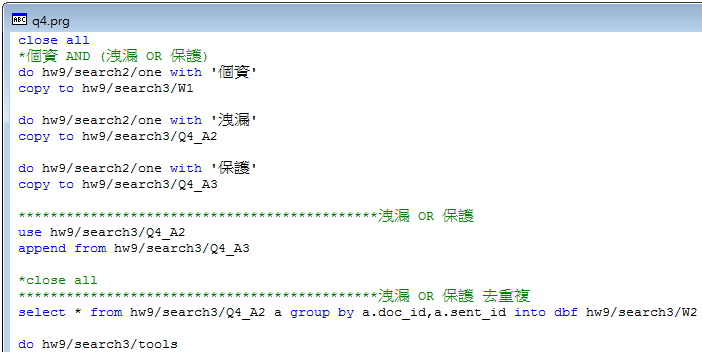 ABC q4.prg
close all
*個資 AND (洩漏 OR 保護)
do hw9/search2/one with '個資'
copy to hw9/search3/W1
do hw9/search2/one with '洩漏'
copy to hw9/search3/Q4_A2
do hw9/search2/one with '保護'
copy to hw9/search3/Q4_A3
*********************************************洩漏 OR 保護
use hw9/search3/Q4_A2
append from hw9/search3/Q4_A3
*close all
*********************************************洩漏 OR 保護 去重複
select * from hw9/search3/Q4_A2 a group by a.doc_id,a.sent_id into dbf hw9/search3/W2
do hw9/search3/tools